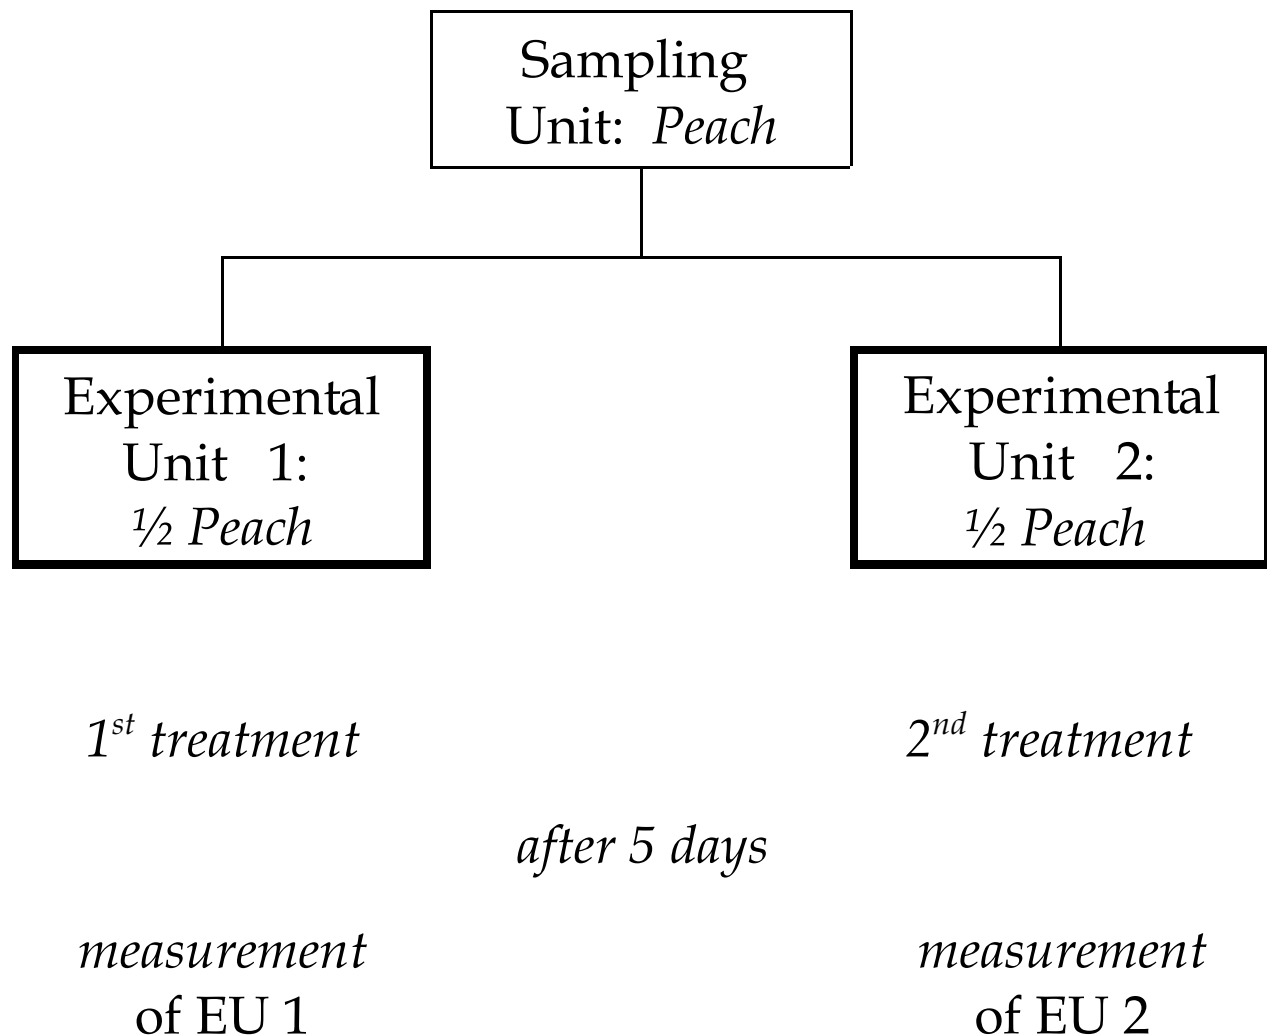 Sampling
Unit: Peach
Experimental
Unit 1:
½ Peach
Experimental
Unit 2:
½ Peach
1st treatment
2nd treatment
after 5 days
measurement
of EU 1
measurement
of EU 2